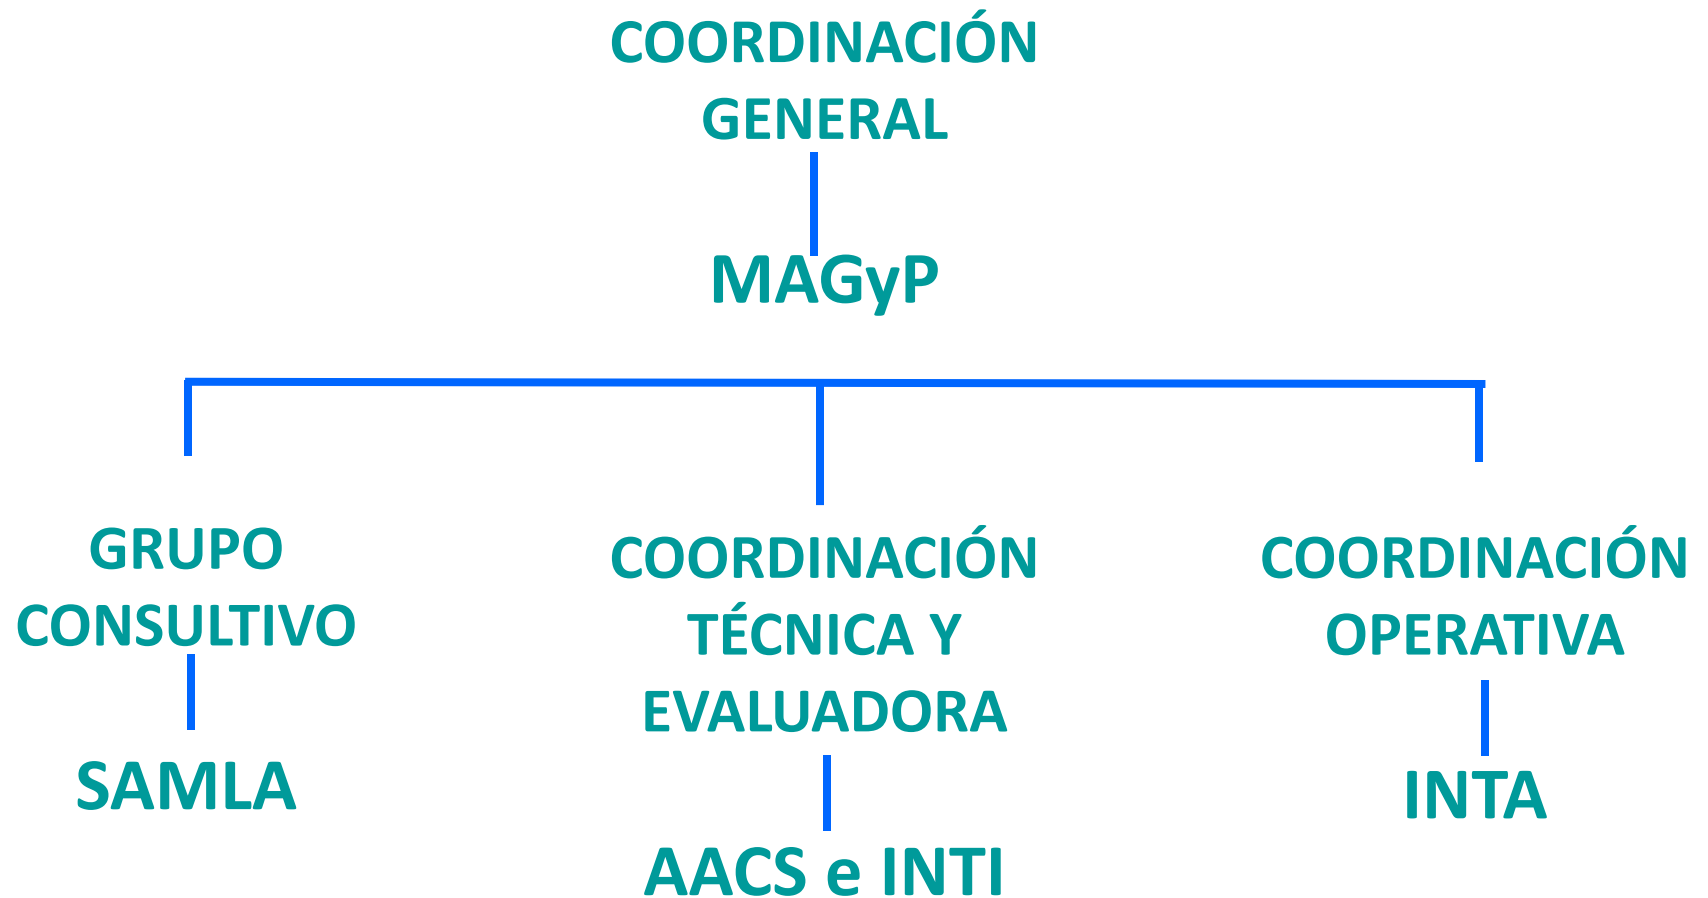 COORDINACIÓN
GENERAL
MAGyP
GRUPO
CONSULTIVO
SAMLA
COORDINACIÓN
TÉCNICA Y
EVALUADORA
AACS e INTI
COORDINACIÓN
OPERATIVA
INTA